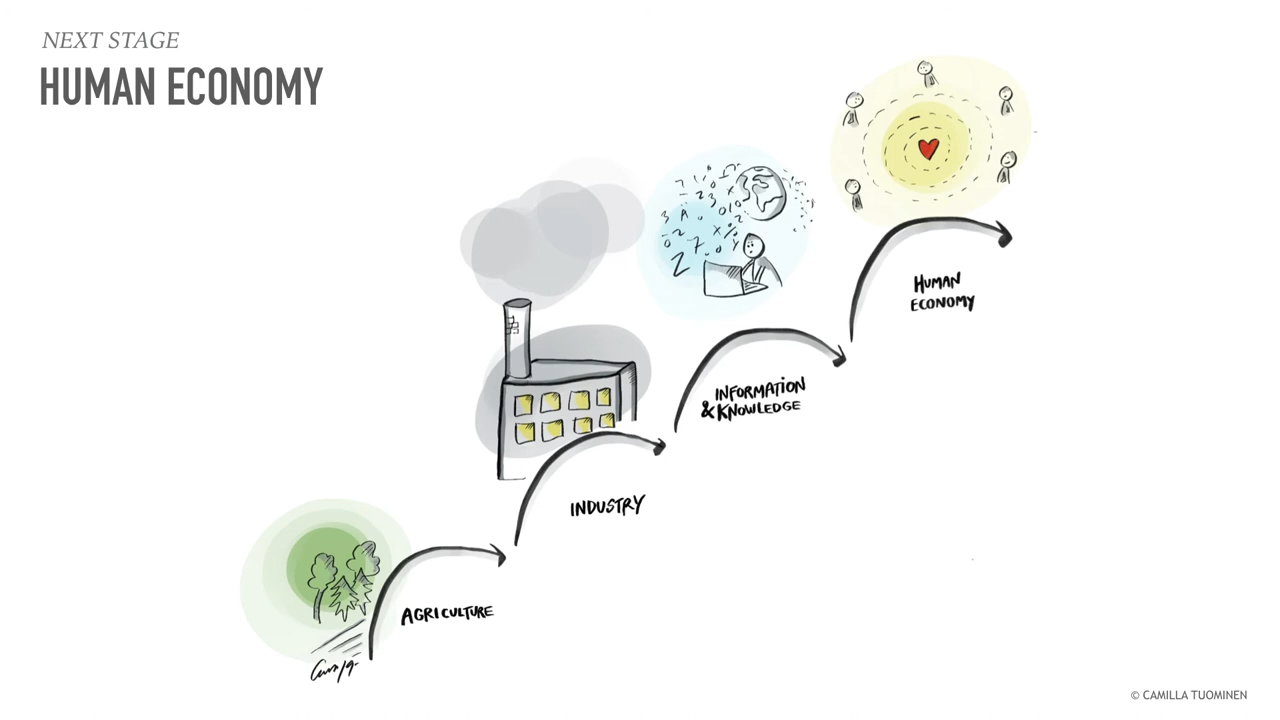 NEXT STAGE
HUMAN ECONOMY
HUMAN
ECONOMY
INFORMATION
& KNOWLEDGE
INDUSTRY
AGRICULTURE
© CAMILLA TUOMINEN